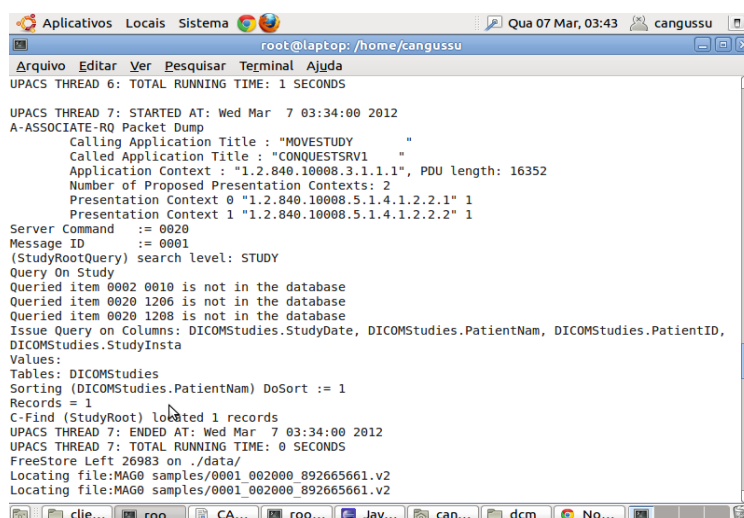 Aplicativos Locais Sistema Qua 07 Mar, 03:43 cangussu
root@laptop: /home/cangussu
Arquivo Editar Ver Pesquisar Terminal Ajuda
UPACS THREAD 6: TOTAL RUNNING TIME: 1 SECONDS
UPACS THREAD 7: STARTED AT: Wed Mar  7 03:34:00 2012
A-ASSOCIATE-RQ Packet Dump
Calling Application Title : "MOVESTUDY       "
Called Application Title : "CONQUESTSRV1    "
Application Context : "1.2.840.10008.3.1.1.1", PDU length: 16352
Number of Proposed Presentation Contexts: 2
Presentation Context 0 "1.2.840.10008.5.1.4.1.2.2.1" 1
Presentation Context 1 "1.2.840.10008.5.1.4.1.2.2.2" 1
Server Command   := 0020
Message ID       := 0001
(StudyRootQuery) search level: STUDY
Query On Study
Queried item 0002 0010 is not in the database
Queried item 0020 1206 is not in the database
Queried item 0020 1208 is not in the database
Issue Query on Columns: DICOMStudies.StudyDate, DICOMStudies.PatientNam, DICOMStudies.PatientID,
DICOMStudies.StudyInsta
Values:
Tables: DICOMStudies
Sorting (DICOMStudies.PatientNam) DoSort := 1
Records = 1
C-Find (StudyRoot) located 1 records
UPACS THREAD 7: ENDED AT: Wed Mar  7 03:34:00 2012
UPACS THREAD 7: TOTAL RUNNING TIME: 0 SECONDS
FreeStore Left 26983 on ./data/
Locating file:MAG0 samples/0001_002000_892665661.v2
Locating file:MAG0 samples/0001_002000_892665661.v2
clie... roo... CA... roo... Jav... can... dcm No...